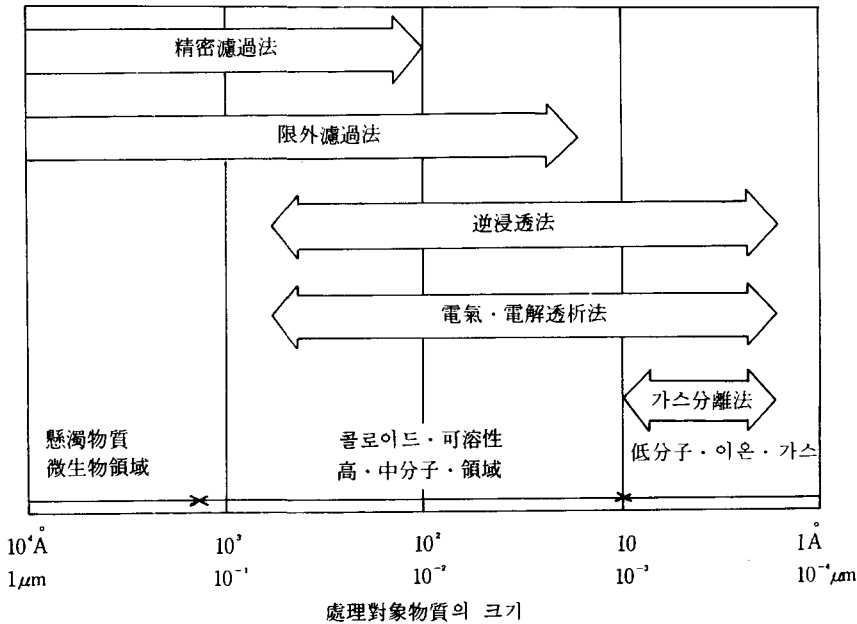 精密濾過法
限外濾過法
逆浸透法
電氣·電解透析法
가스分離法
懸濁物質
微生物領域
콜로이드·可溶性
高·中分子·領域
低分子·이온·가스
10⁴Å 10³ 10² 10 1Å
1μm 10⁻¹ 10⁻² 10⁻³ 10⁻⁴μm
處理對象物質의 크기